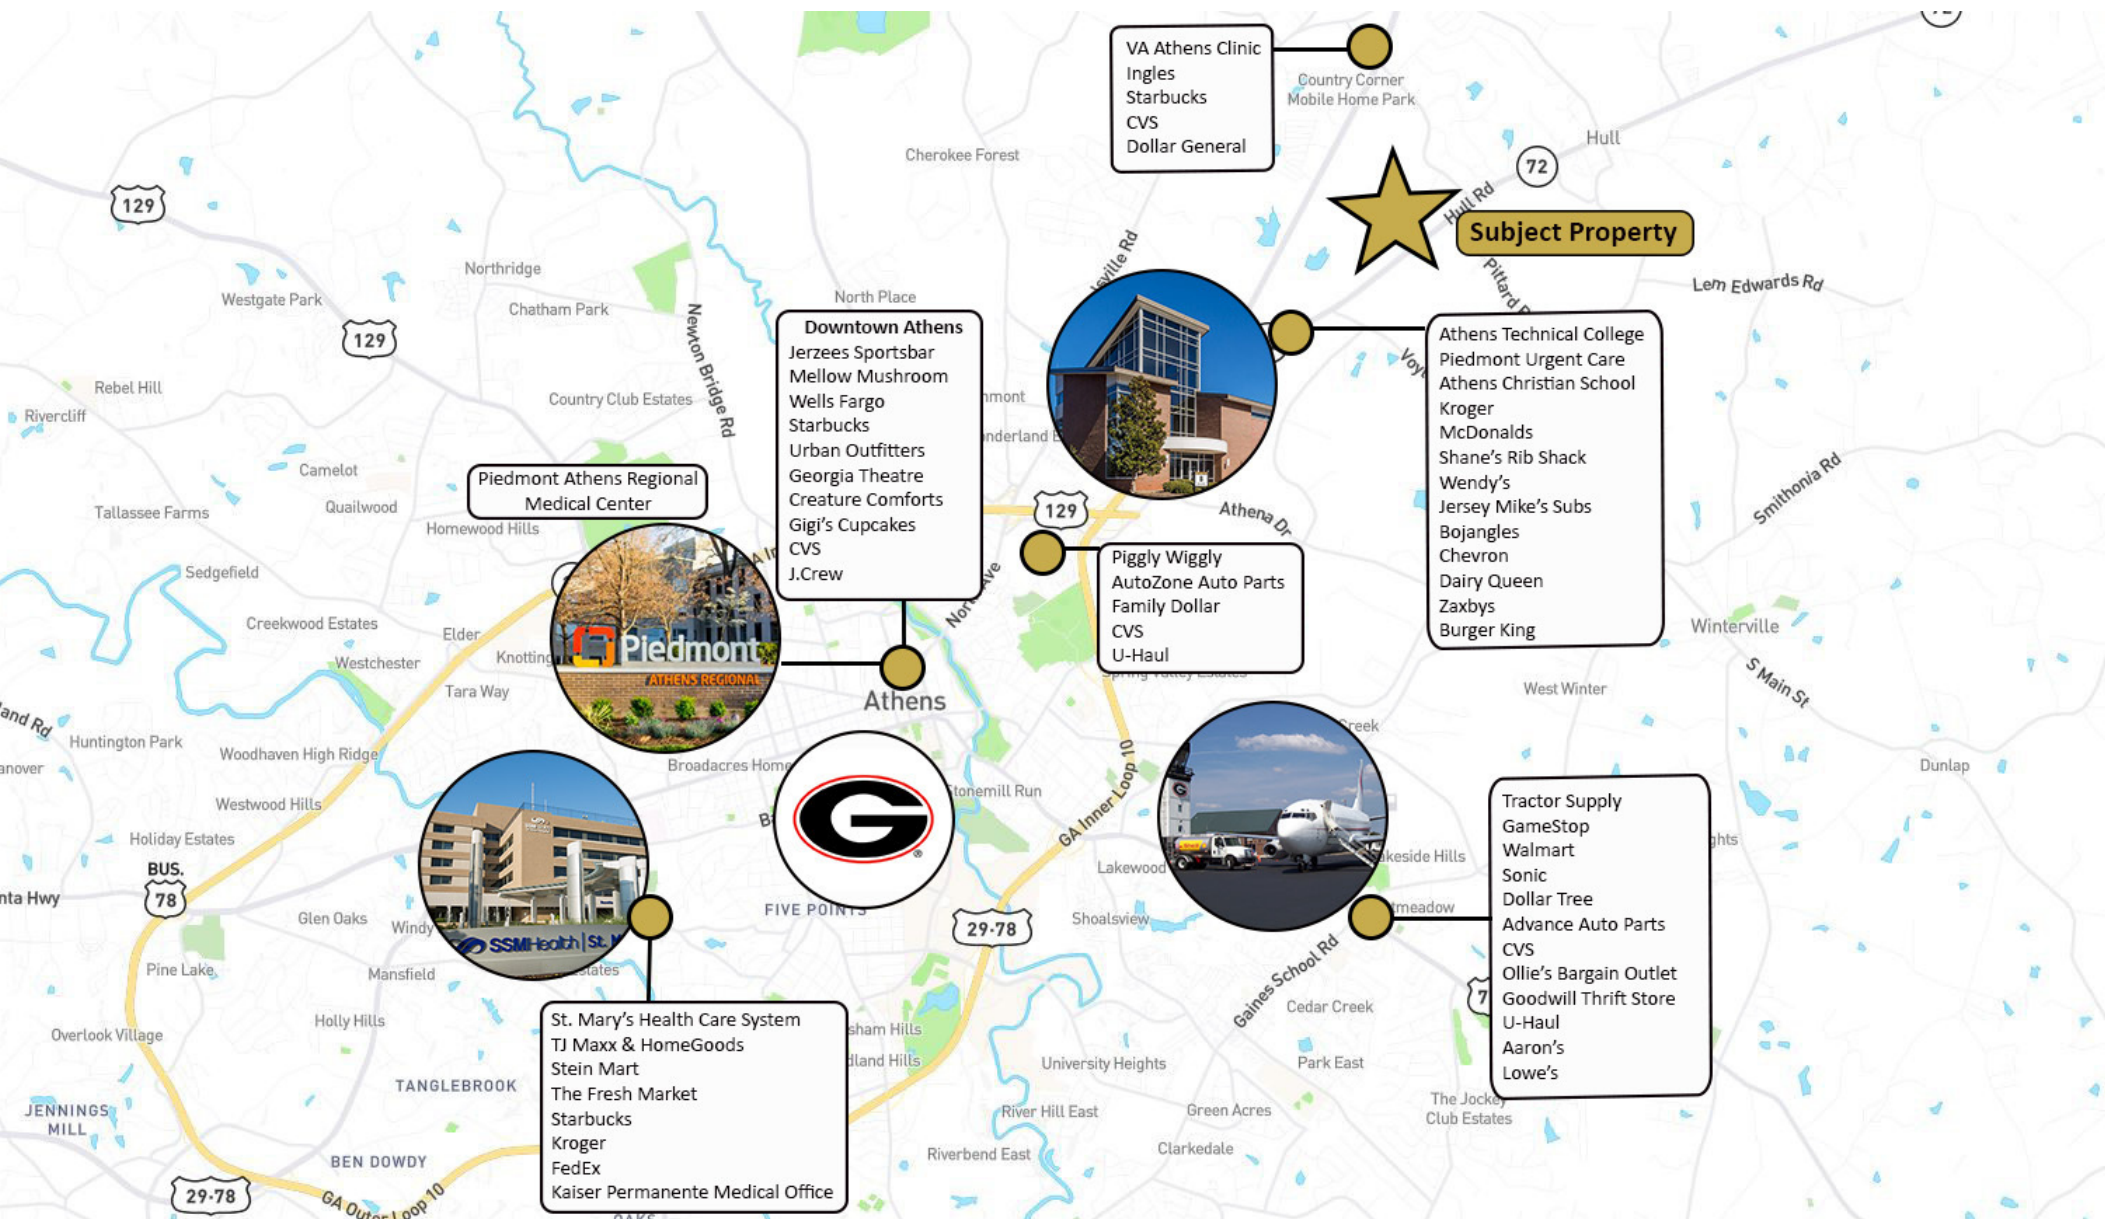 VA Athens Clinic
Ingles
Starbucks
CVS
Dollar General
Country Corner
Mobile Home Park
Hull
72
Hull Rd
Subject Property
Cherokee Forest
129
Northridge
Westgate Park
Chatham Park
North Place
129
Newton Bridge Rd
Lem Edwards Rd
Downtown Athens
Jerzees Sportsbar
Mellow Mushroom
Wells Fargo
Starbucks
Urban Outfitters
Georgia Theatre
Creature Comforts
Gigi's Cupcakes
CVS
J.Crew
Athens Technical College
Piedmont Urgent Care
Athens Christian School
Kroger
McDonalds
Shane's Rib Shack
Wendy's
Jersey Mike's Subs
Bojangles
Chevron
Dairy Queen
Zaxbys
Burger King
Rebel Hill
Rivercliff
Country Club Estates
Camelot
Quailwood
Tallassee Farms
Homewood Hills
Piedmont Athens Regional
Medical Center
129
Athena Dr
Smithonia Rd
Piggly Wiggly
AutoZone Auto Parts
Family Dollar
CVS
U-Haul
Spring Valley Estates
Sedgefield
Creekwood Estates
Elder
Westchester
Tara Way
Piedmont
ATHENS REGIONAL
Athens
Winterville
West Winter
S Main St
Dunlap
Huntington Park
Woodhaven High Ridge
Westwood Hills
Holiday Estates
Stonemill Run
G
®
GA Inner Loop 10
Lakewood
BUS.
78
Glen Oaks
Pine Lake
Mansfield
SSMHealth | St. M
FIVE POINTS
29-78
Shoalsview
Gaines School Rd
Cedar Creek
Tractor Supply
GameStop
Walmart
Sonic
Dollar Tree
Advance Auto Parts
CVS
Ollie's Bargain Outlet
Goodwill Thrift Store
U-Haul
Aaron's
Lowe's
Overlook Village
Holly Hills
TANGLEBROOK
JENNINGS
MILL
BEN DOWDY
St. Mary's Health Care System
TJ Maxx & HomeGoods
Stein Mart
The Fresh Market
Starbucks
Kroger
FedEx
Kaiser Permanente Medical Office
University Heights
Park East
River Hill East
Green Acres
The Jockey
Club Estates
Riverbend East
Clarkedale
29-78
GA Outer Loop 10